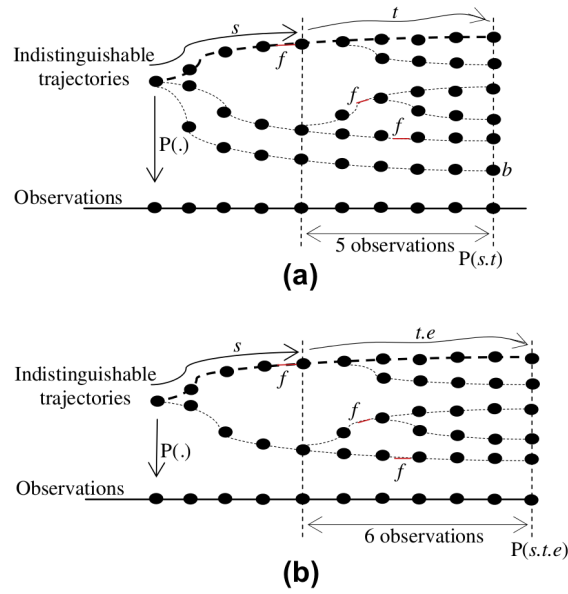 s
t
Indistinguishable
trajectories
f
f
f
P(.)
b
Observations
5 observations
P(s.t)
(a)
s
t.e
Indistinguishable
trajectories
f
f
f
P(.)
Observations
6 observations
P(s.t.e)
(b)